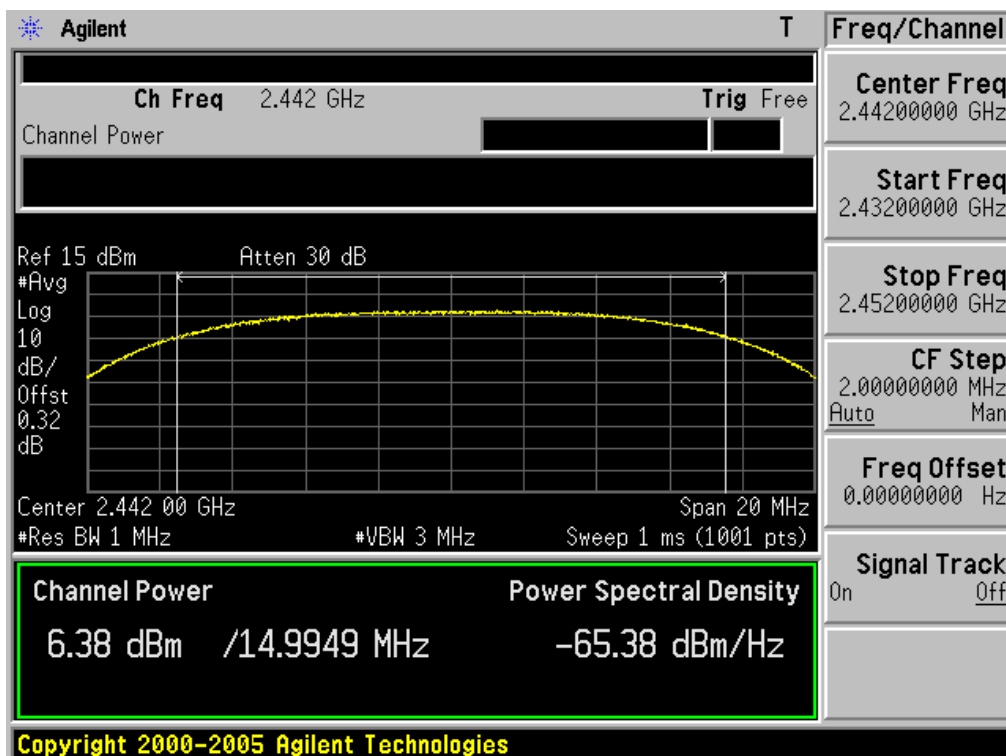 Agilent T
Ch Freq 2.442 GHz Trig Free
Channel Power
Ref 15 dBm Atten 30 dB
#Avg
Log
10
dB/
Offst
0.32
dB
Center 2.442 00 GHz Span 20 MHz
#Res BW 1 MHz #VBW 3 MHz Sweep 1 ms (1001 pts)
Channel Power Power Spectral Density
6.38 dBm /14.9949 MHz -65.38 dBm/Hz
Copyright 2000-2005 Agilent Technologies
Freq/Channel
Center Freq
2.44200000 GHz
Start Freq
2.43200000 GHz
Stop Freq
2.45200000 GHz
CF Step
2.00000000 MHz
Auto Man
Freq Offset
0.00000000 Hz
Signal Track
On Off